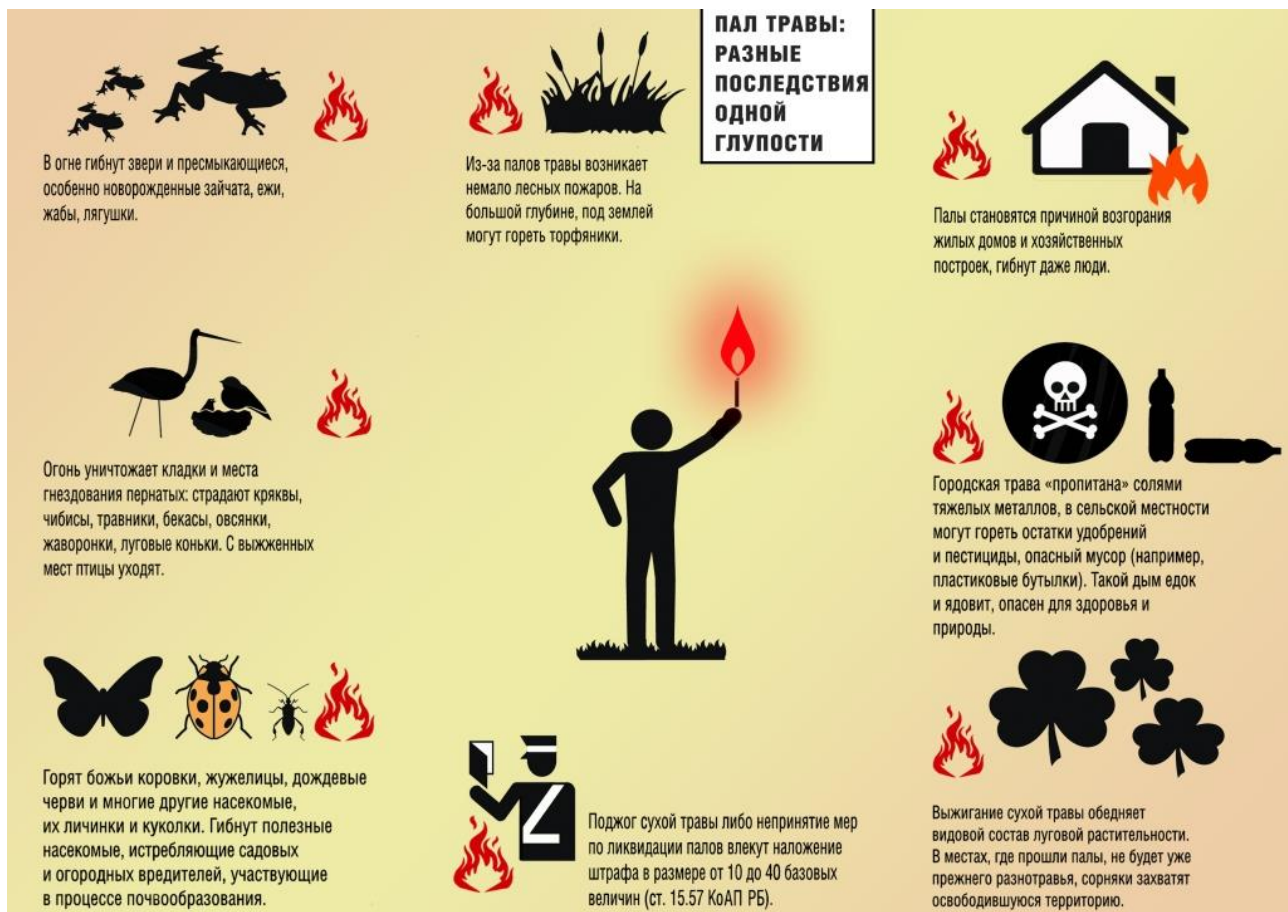 ПАЛ ТРАВЫ:
РАЗНЫЕ
ПОСЛЕДСТВИЯ
ОДНОЙ
ГЛУПОСТИ
В огне гибнут звери и пресмыкающиеся,
особенно новорожденные зайчата, ежи,
жабы, лягушки.
Из-за палов травы возникает
немало лесных пожаров. На
большой глубине, под землей
могут гореть торфяники.
Палы становятся причиной возгорания
жилых домов и хозяйственных
построек, гибнут даже люди.
Огонь уничтожает кладки и места
гнездования пернатых: страдают кряквы,
чибисы, травники, бекасы, овсянки,
жаворонки, луговые коньки. С выжженных
мест птицы уходят.
Городская трава «пропитана» солями
тяжелых металлов, в сельской местности
могут гореть остатки удобрений
и пестициды, опасный мусор (например,
пластиковые бутылки). Такой дым едок
и ядовит, опасен для здоровья и
природы.
Горят божьи коровки, жужелицы, дождевые
черви и многие другие насекомые,
их личинки и куколки. Гибнут полезные
насекомые, истребляющие садовых
и огородных вредителей, участвующие
в процессе почвообразования.
Поджог сухой травы либо непринятие мер
по ликвидации палов влекут наложение
штрафа в размере от 10 до 40 базовых
величин (ст. 15.57 КоАП РБ).
Выжигание сухой травы обедняет
видовой состав луговой растительности.
В местах, где прошли палы, не будет уже
прежнего разнотравья, сорняки захватят
освободившуюся территорию.